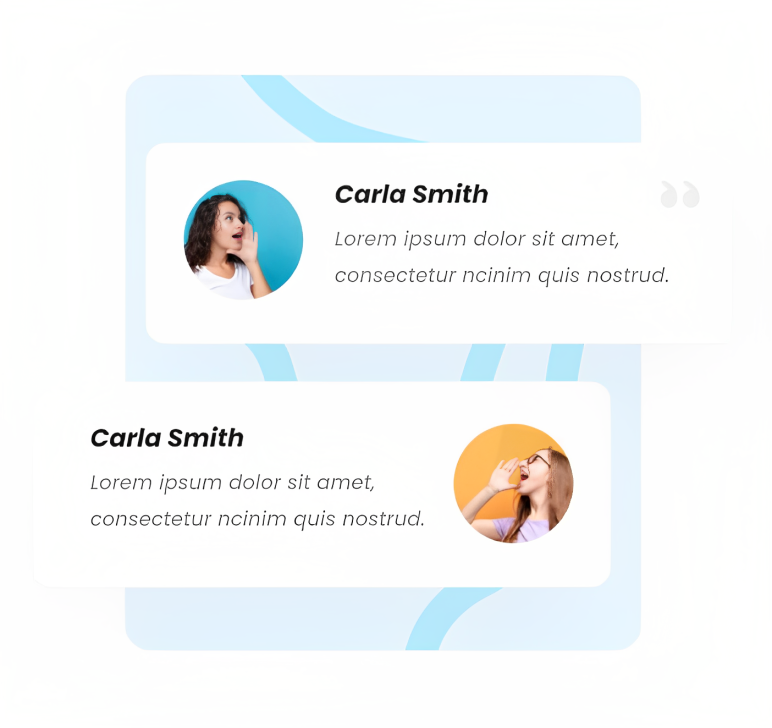 Carla Smith
Lorem ipsum dolor sit amet,
consectetur ncinim quis nostrud.
Carla Smith
Lorem ipsum dolor sit amet,
consectetur ncinim quis nostrud.